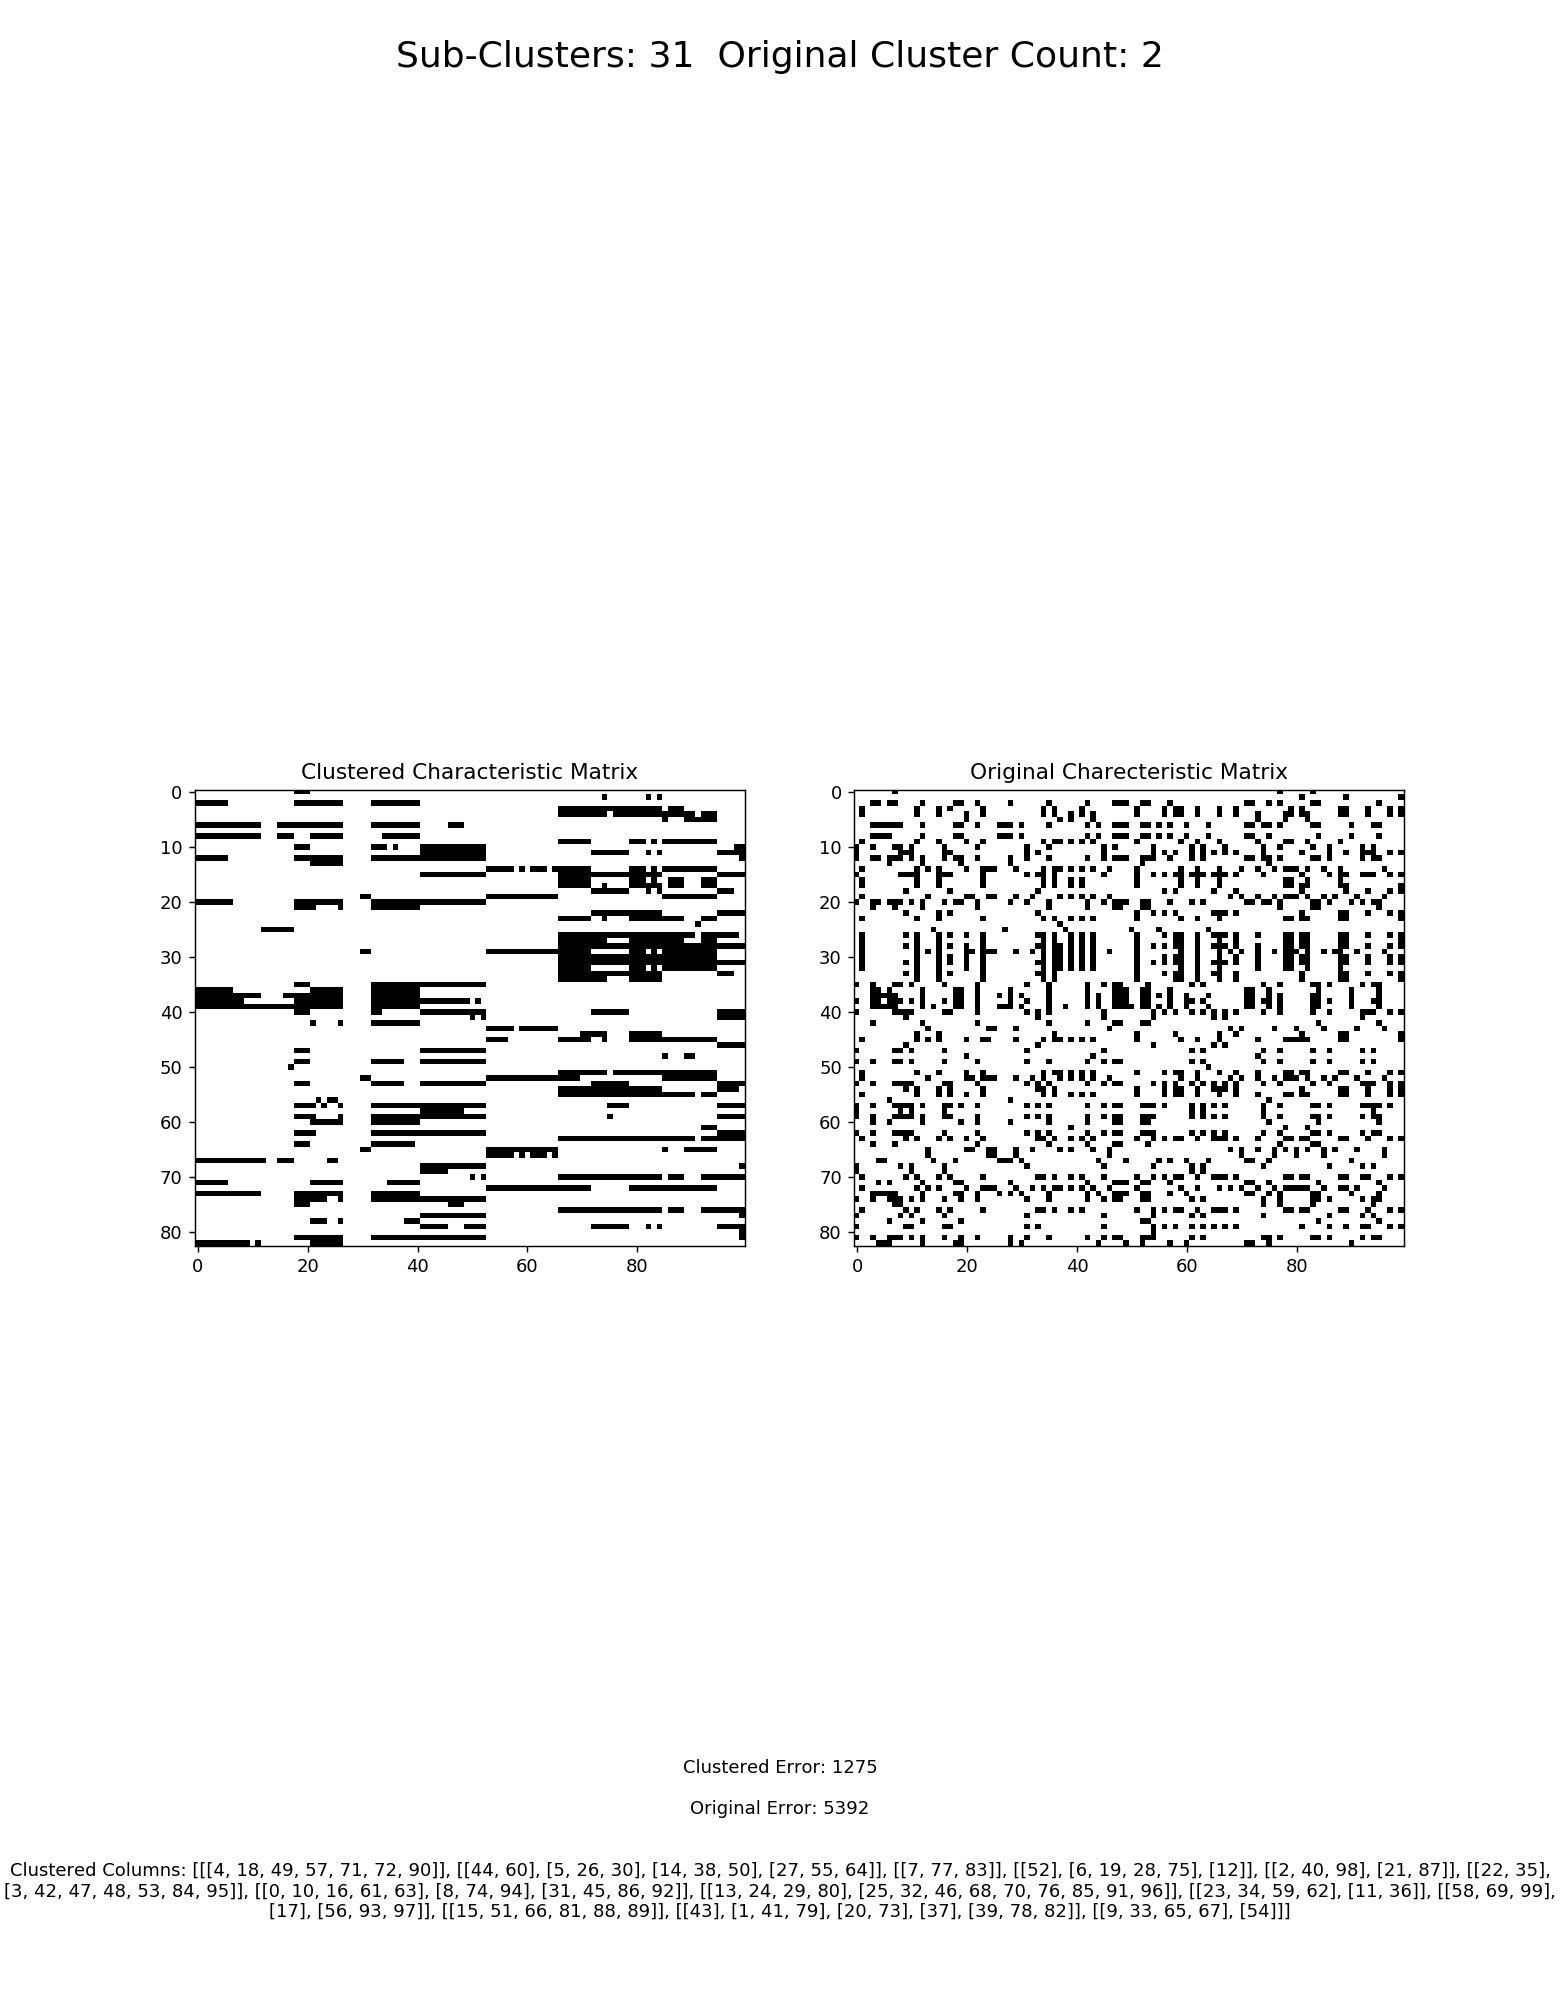 Sub-Clusters: 31  Original Cluster Count: 2
Clustered Characteristic Matrix
Original Charecteristic Matrix
0
10
20
30
40
50
60
70
80
0 20 40 60 80
0
10
20
30
40
50
60
70
80
0 20 40 60 80
Clustered Error: 1275
Original Error: 5392
Clustered Columns: [[[4, 18, 49, 57, 71, 72, 90]], [[44, 60], [5, 26, 30], [14, 38, 50], [27, 55, 64]], [[7, 77, 83]], [[52], [6, 19, 28, 75], [12]], [[2, 40, 98], [21, 87]], [[22, 35],
[3, 42, 47, 48, 53, 84, 95]], [[0, 10, 16, 61, 63], [8, 74, 94], [31, 45, 86, 92]], [[13, 24, 29, 80], [25, 32, 46, 68, 70, 76, 85, 91, 96]], [[23, 34, 59, 62], [11, 36]], [[58, 69, 99],
[17], [56, 93, 97]], [[15, 51, 66, 81, 88, 89]], [[43], [1, 41, 79], [20, 73], [37], [39, 78, 82]], [[9, 33, 65, 67], [54]]]